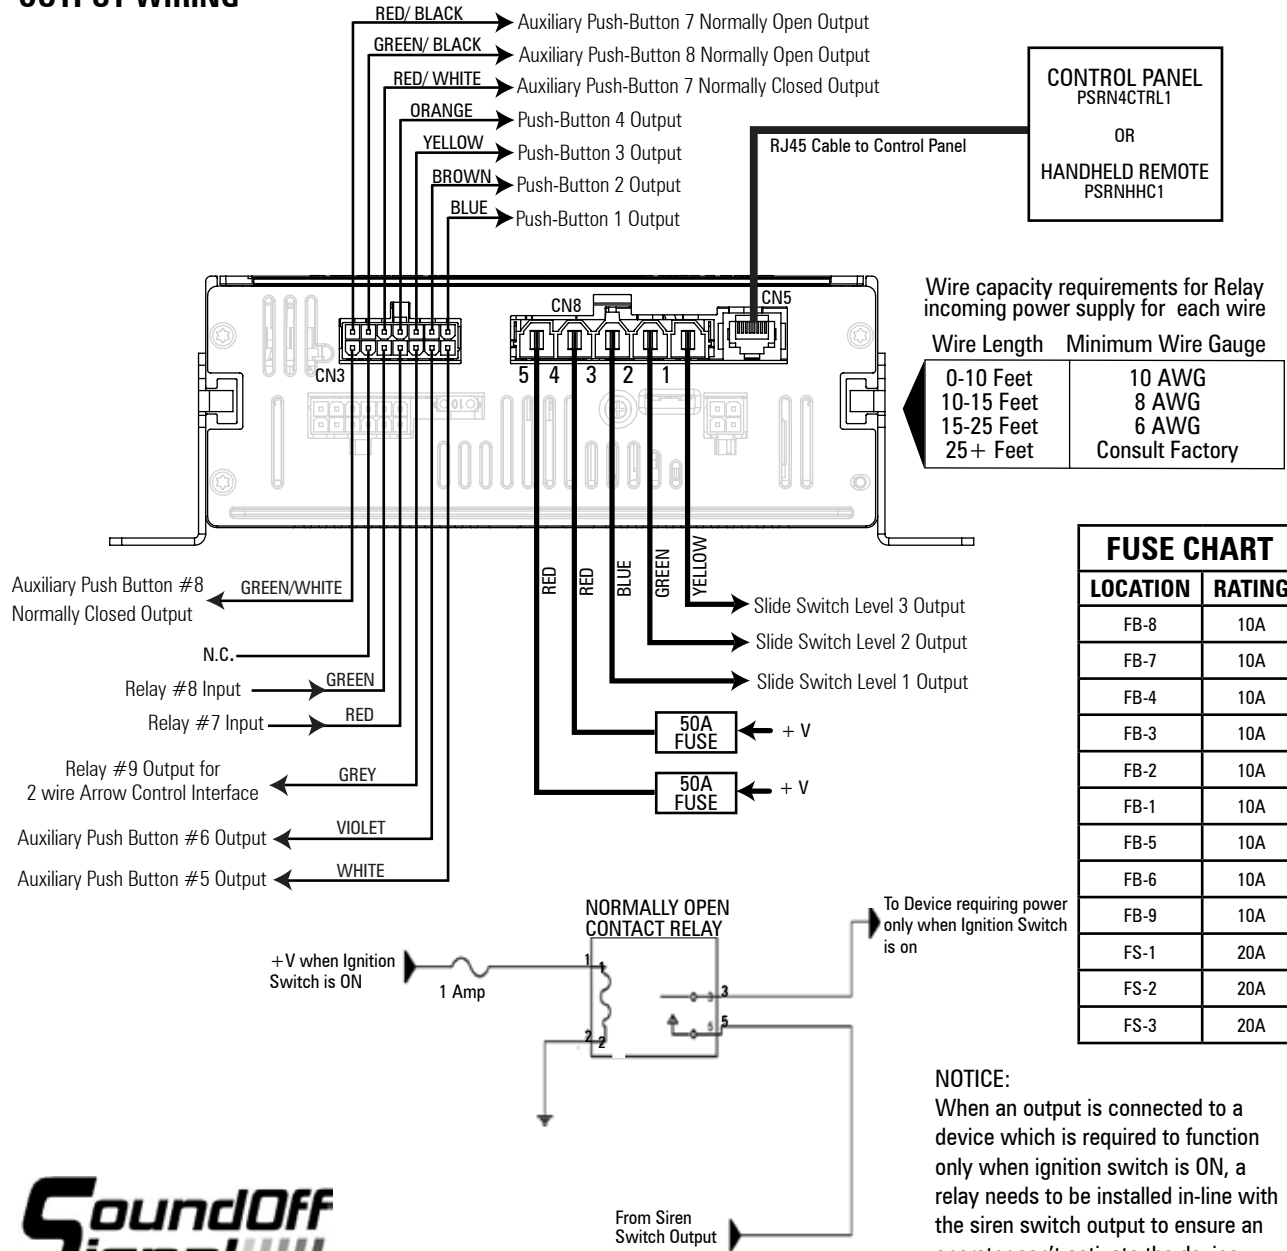 OUTPUT WIRING
RED/ BLACK
Auxiliary Push-Button 7 Normally Open Output
GREEN/ BLACK
Auxiliary Push-Button 8 Normally Open Output
RED/ WHITE
Auxiliary Push-Button 7 Normally Closed Output
ORANGE
Push-Button 4 Output
YELLOW
Push-Button 3 Output
BROWN
Push-Button 2 Output
BLUE
Push-Button 1 Output
RJ45 Cable to Control Panel
CONTROL PANEL
PSRN4CTRL1
OR
HANDHELD REMOTE
PSRNHHC1
CN3
CN8
CN5
5 4 3 2 1
Wire capacity requirements for Relay
incoming power supply for each wire
Wire Length Minimum Wire Gauge
0-10 Feet 10 AWG
10-15 Feet 8 AWG
15-25 Feet 6 AWG
25+ Feet Consult Factory
RED
RED
BLUE
GREEN
YELLOW
Slide Switch Level 3 Output
Slide Switch Level 2 Output
Slide Switch Level 1 Output
50A
FUSE
+ V
50A
FUSE
+ V
Auxiliary Push Button #8
Normally Closed Output
GREEN/WHITE
N.C.
Relay #8 Input
GREEN
Relay #7 Input
RED
Relay #9 Output for
2 wire Arrow Control Interface
GREY
Auxiliary Push Button #6 Output
VIOLET
Auxiliary Push Button #5 Output
WHITE
FUSE CHART
LOCATION RATING
FB-8 10A
FB-7 10A
FB-4 10A
FB-3 10A
FB-2 10A
FB-1 10A
FB-5 10A
FB-6 10A
FB-9 10A
FS-1 20A
FS-2 20A
FS-3 20A
NORMALLY OPEN
CONTACT RELAY
+V when Ignition
Switch is ON
1 Amp
1 1
2 2
3 3
5 5
To Device requiring power
only when Ignition Switch
is on
From Siren
Switch Output
NOTICE:
When an output is connected to a
device which is required to function
only when ignition switch is ON, a
relay needs to be installed in-line with
the siren switch output to ensure an
operator can't activate the device
SoundOff
Signal